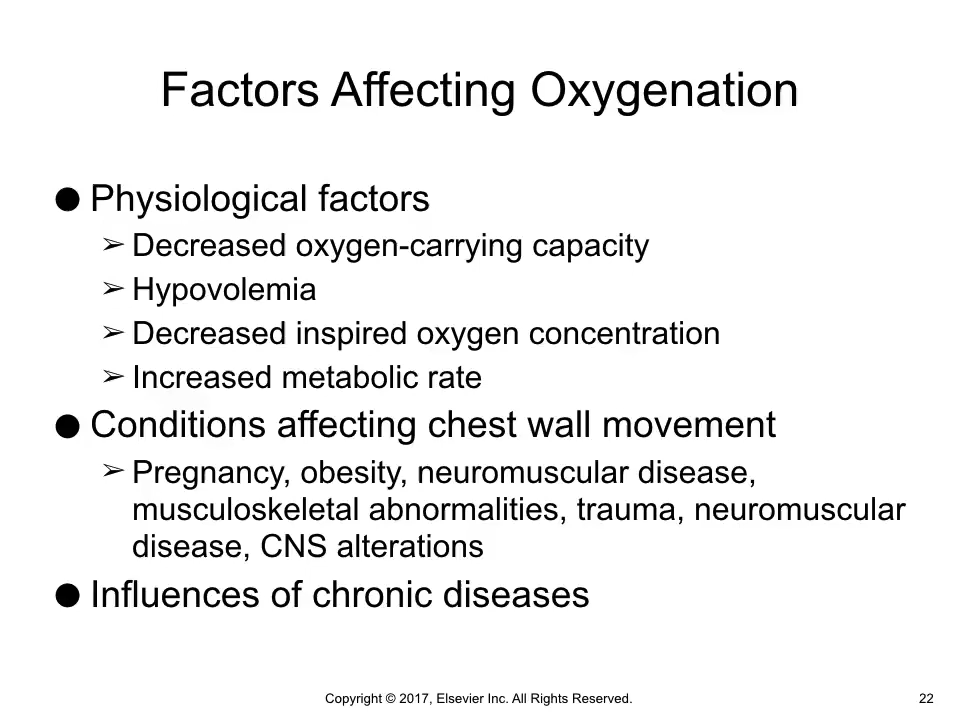 Factors Affecting Oxygenation
● Physiological factors
➢ Decreased oxygen-carrying capacity
➢ Hypovolemia
➢ Decreased inspired oxygen concentration
➢ Increased metabolic rate
● Conditions affecting chest wall movement
➢ Pregnancy, obesity, neuromuscular disease,
musculoskeletal abnormalities, trauma, neuromuscular
disease, CNS alterations
● Influences of chronic diseases
Copyright © 2017, Elsevier Inc. All Rights Reserved.
22